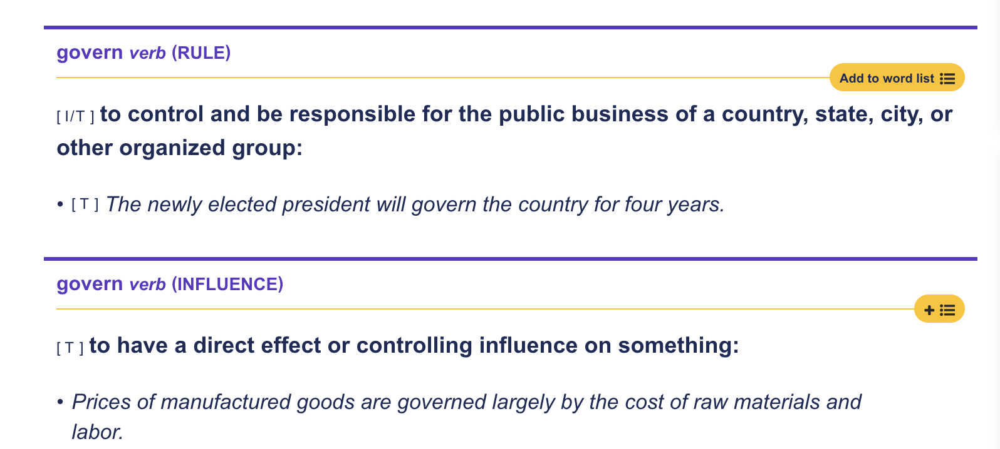 govern verb (RULE)
Add to word list
[ I/T ] to control and be responsible for the public business of a country, state, city, or
other organized group:
• [ T ] The newly elected president will govern the country for four years.
govern verb (INFLUENCE)
+
[ T ] to have a direct effect or controlling influence on something:
• Prices of manufactured goods are governed largely by the cost of raw materials and
labor.